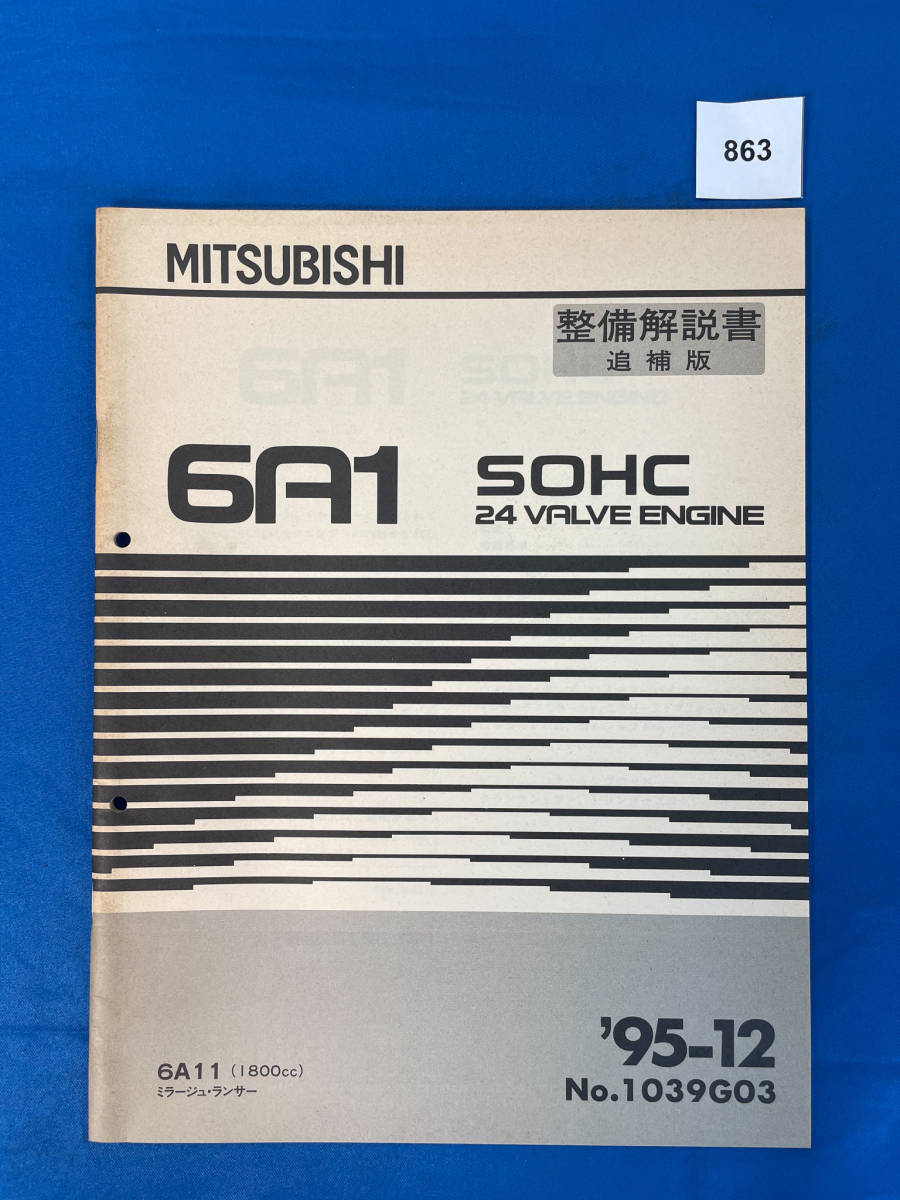 863
MITSUBISHI
整備解説書
追補版
6A1 SOHC
24 VALVE ENGINE
'95-12
6A11 (1800cc)
ミラージュ・ランサー
No.1039G03